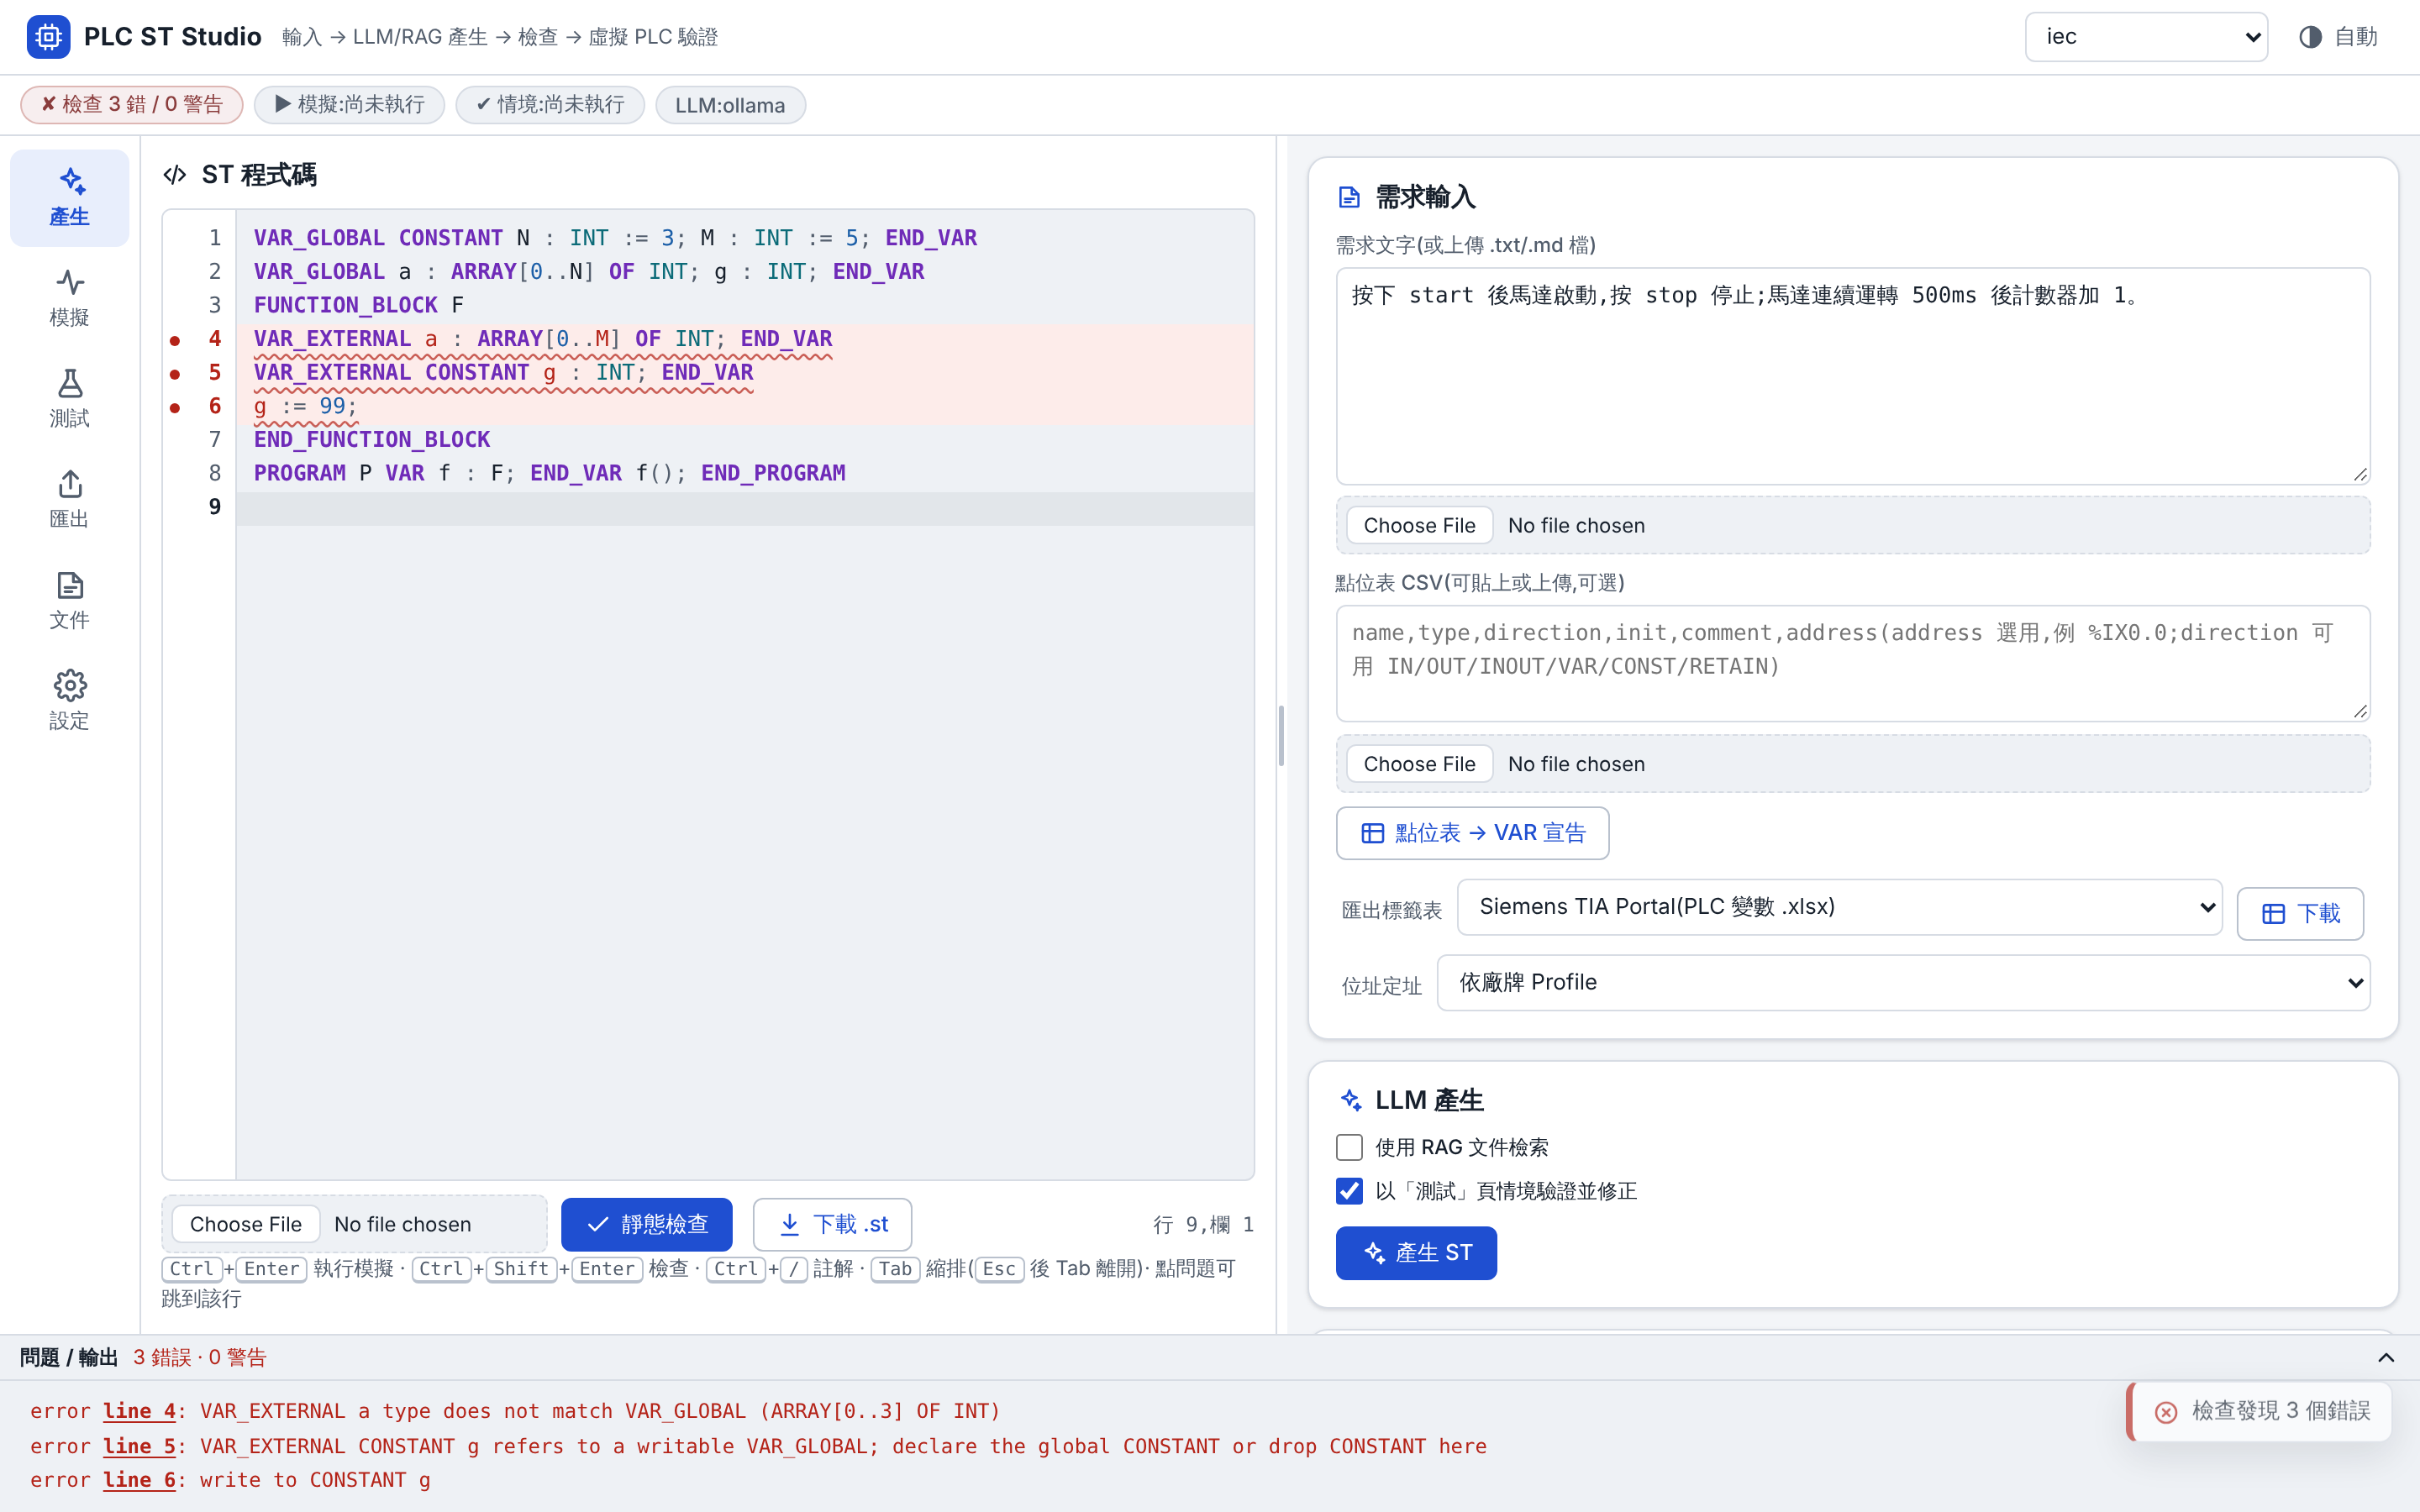 PLC ST Studio 輸入 → LLM/RAG 產生 → 檢查 → 虛擬 PLC 驗證
iec
自動
✘ 檢查 3 錯 / 0 警告
▶ 模擬:尚未執行
✔ 情境:尚未執行
LLM:ollama
產生
模擬
測試
匯出
文件
設定
ST 程式碼
1 VAR_GLOBAL CONSTANT N : INT := 3; M : INT := 5; END_VAR
2 VAR_GLOBAL a : ARRAY[0..N] OF INT; g : INT; END_VAR
3 FUNCTION_BLOCK F
4 VAR_EXTERNAL a : ARRAY[0..M] OF INT; END_VAR
5 VAR_EXTERNAL CONSTANT g : INT; END_VAR
6 g := 99;
7 END_FUNCTION_BLOCK
8 PROGRAM P VAR f : F; END_VAR f(); END_PROGRAM
9
Choose File No file chosen
靜態檢查
下載 .st
行 9,欄 1
Ctrl+Enter 執行模擬 · Ctrl+Shift+Enter 檢查 · Ctrl+/ 註解 · Tab 縮排(Esc 後 Tab 離開)· 點問題可
跳到該行
需求輸入
需求文字(或上傳 .txt/.md 檔)
按下 start 後馬達啟動,按 stop 停止;馬達連續運轉 500ms 後計數器加 1。
Choose File No file chosen
點位表 CSV(可貼上或上傳,可選)
name,type,direction,init,comment,address(address 選用,例 %IX0.0;direction 可
用 IN/OUT/INOUT/VAR/CONST/RETAIN)
Choose File No file chosen
點位表 → VAR 宣告
匯出標籤表 Siemens TIA Portal(PLC 變數 .xlsx) 下載
位址定址 依廠牌 Profile
LLM 產生
使用 RAG 文件檢索
以「測試」頁情境驗證並修正
產生 ST
問題 / 輸出 3 錯誤 · 0 警告
error line 4: VAR_EXTERNAL a type does not match VAR_GLOBAL (ARRAY[0..3] OF INT)
error line 5: VAR_EXTERNAL CONSTANT g refers to a writable VAR_GLOBAL; declare the global CONSTANT or drop CONSTANT here
error line 6: write to CONSTANT g
檢查發現 3 個錯誤